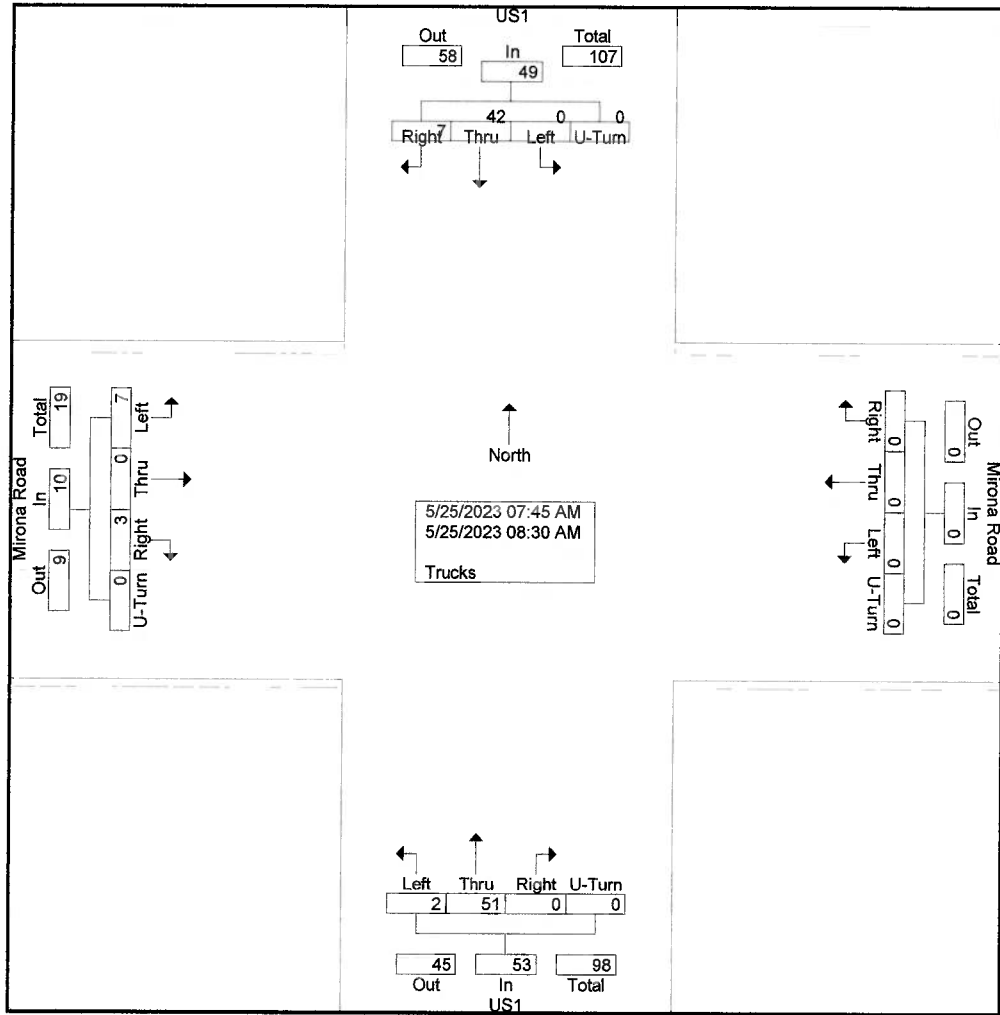 US1
Out In Total
58 49 107
7 42 0 0
Right Thru Left U-Turn
Mirona Road
Total In Out
19 10 9
7 0 3 0
Left Thru Right U-Turn
North
5/25/2023 07:45 AM
5/25/2023 08:30 AM
Trucks
Right Thru Left U-Turn
0 0 0 0
Out In Total
0 0 0
Mirona Road
Left Thru Right U-Turn
2 51 0 0
45 53 98
Out In Total
US1